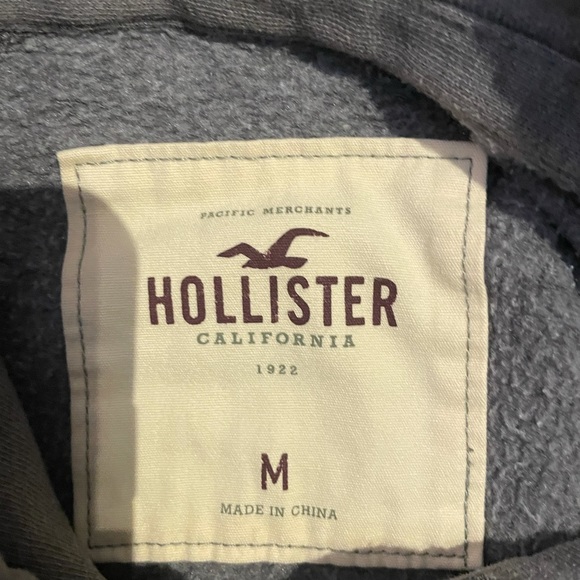 PACIFIC MERCHANTS
HOLLISTER
CALIFORNIA
1922
M
MADE IN CHINA